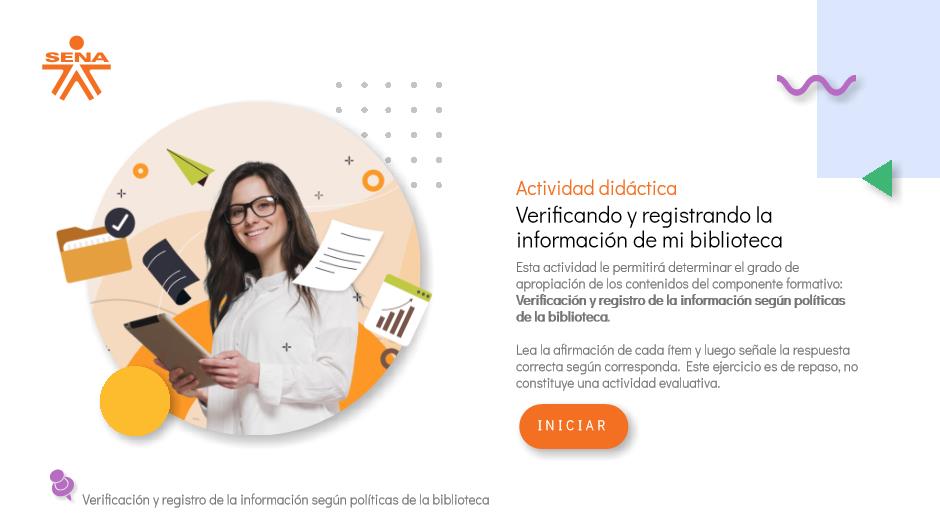 SENA
Actividad didáctica
Verificando y registrando la
información de mi biblioteca
Esta actividad le permitirá determinar el grado de
apropiación de los contenidos del componente formativo:
Verificación y registro de la información según políticas
de la biblioteca.
Lea la afirmación de cada ítem y luego señale la respuesta
correcta según corresponda. Este ejercicio es de repaso, no
constituye una actividad evaluativa.
INICIAR
Verificación y registro de la información según políticas de la biblioteca